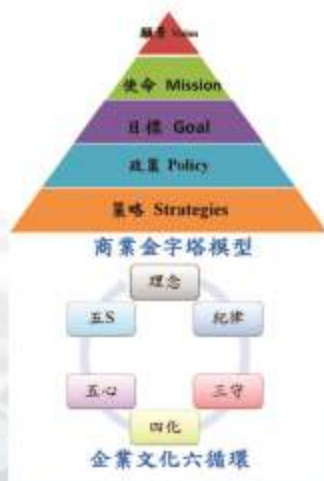 願景 Vision
使命 Mission
目標 Goal
政策 Policy
策略 Strategies
商業金字塔模型
理念
五S
紀律
五心
三守
四化
企業文化六循環